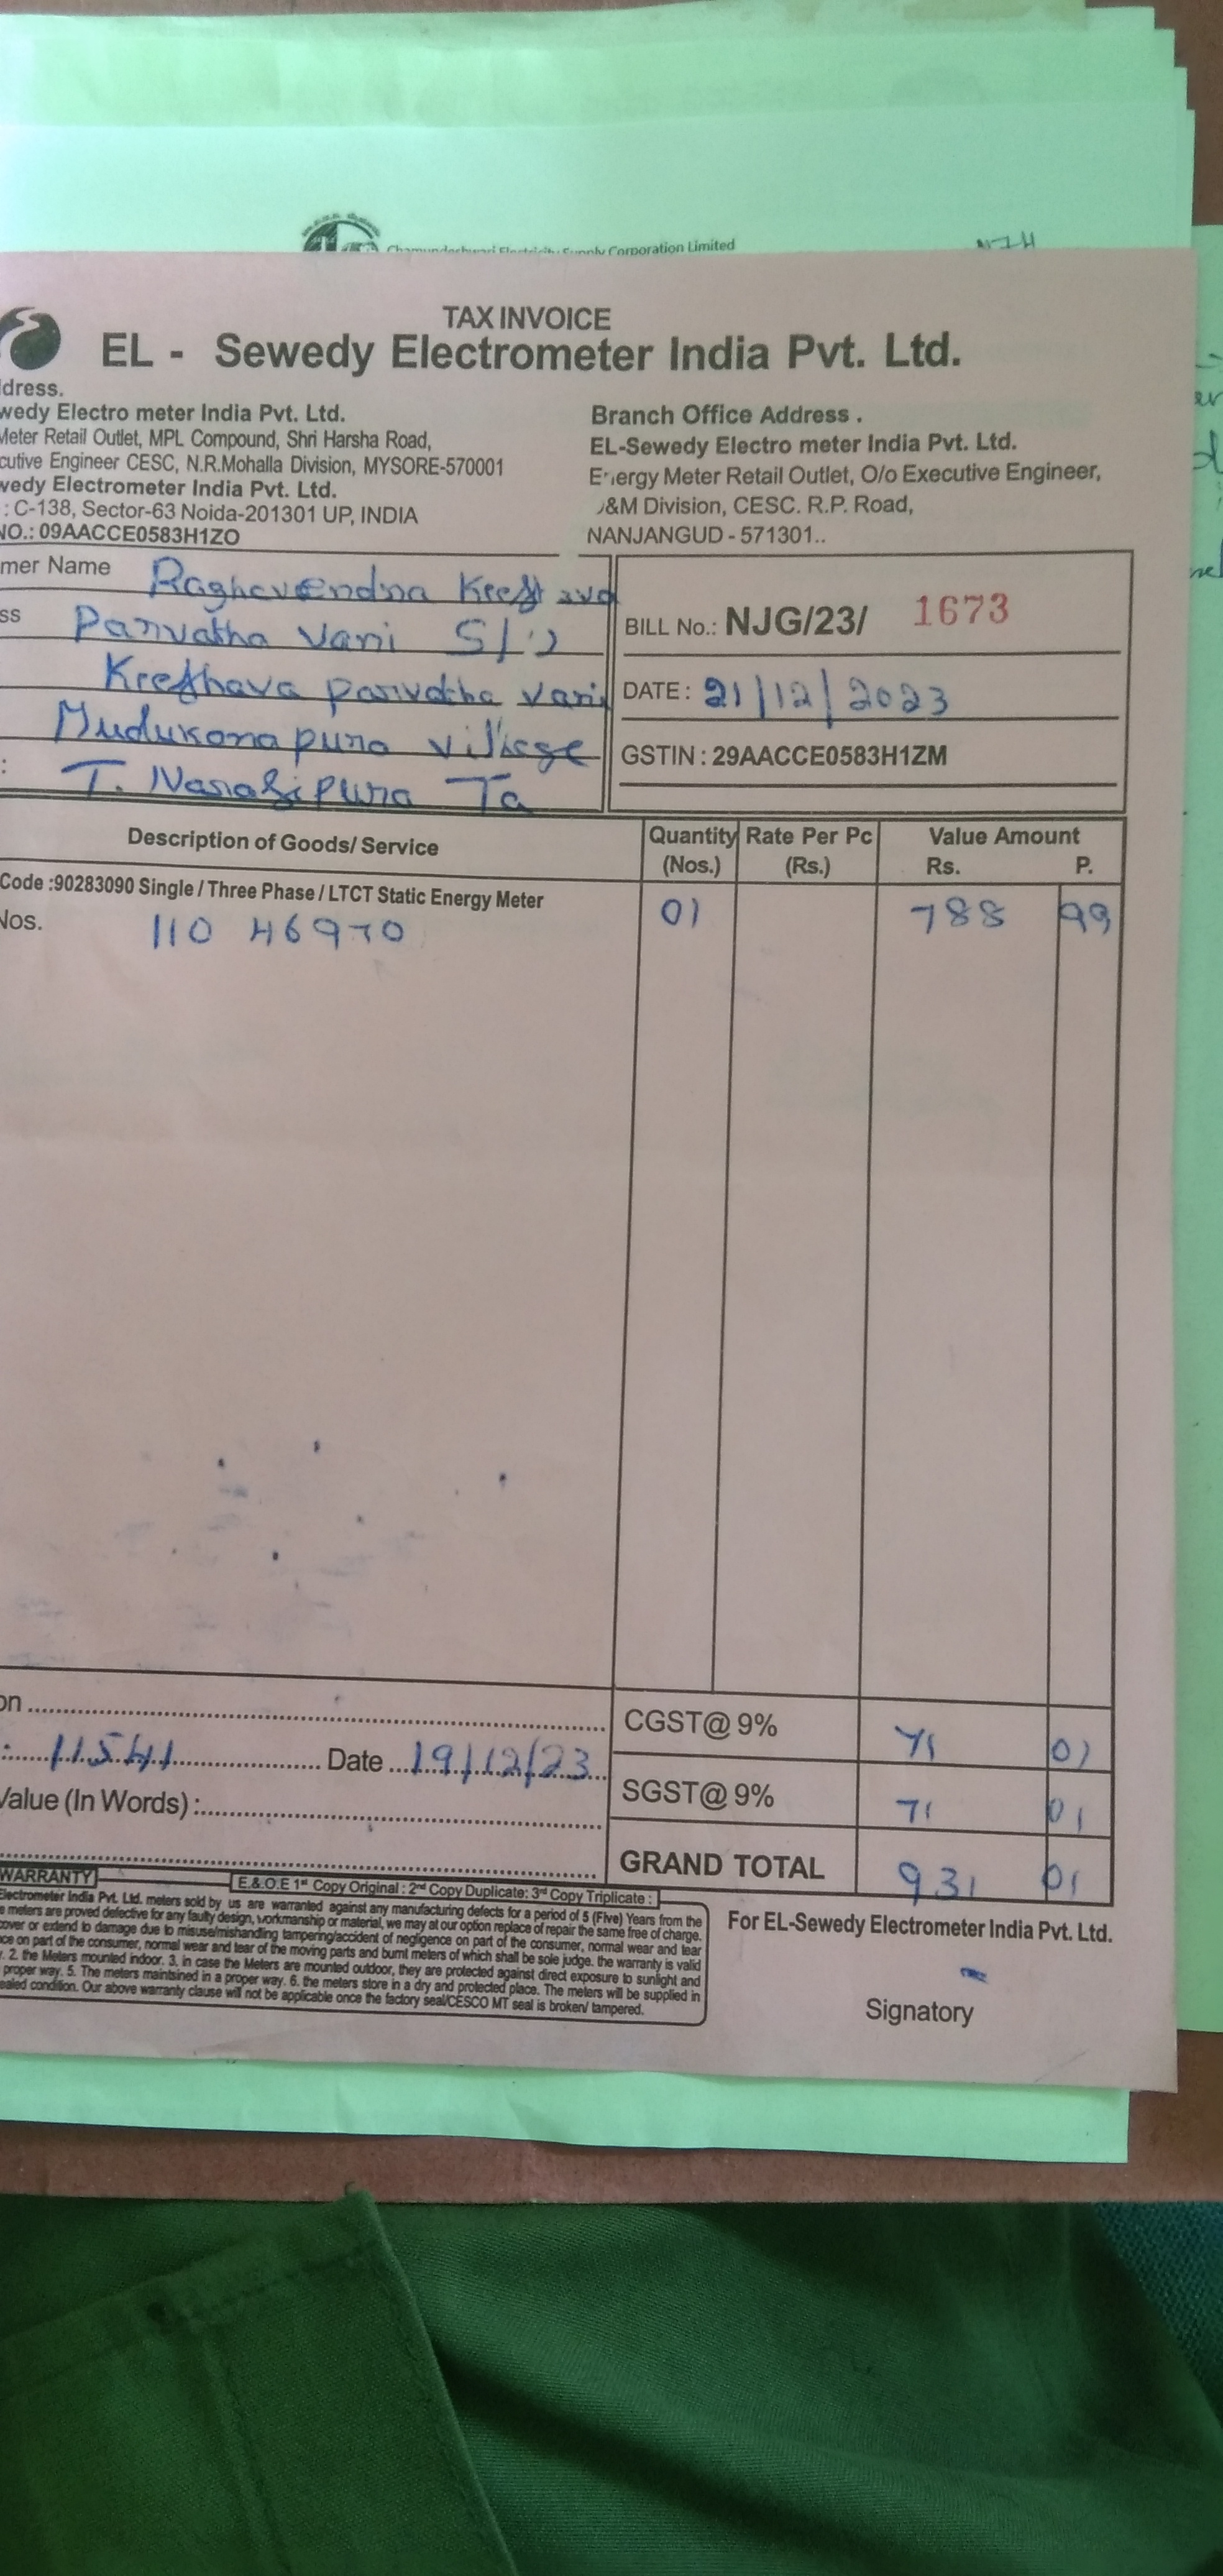 Corporation Limited
TAX INVOICE
EL - Sewedy Electrometer India Pvt. Ltd.
dress.
wedy Electro meter India Pvt. Ltd.
Meter Retail Outlet, MPL Compound, Shri Harsha Road,
cutive Engineer CESC, N.R.Mohalla Division, MYSORE-570001
wedy Electrometer India Pvt. Ltd.
: C-138, Sector-63 Noida-201301 UP, INDIA
NO.: 09AACCE0583H1ZO
Branch Office Address .
EL-Sewedy Electro meter India Pvt. Ltd.
Energy Meter Retail Outlet, O/o Executive Engineer,
&M Division, CESC. R.P. Road,
NANJANGUD - 571301..
mer Name Raghavendra
ss Parvatha vani S/o
parvatha vani
Mudukanapura village
: T. Narasipura Ta
BILL No.: NJG/23/ 1673
DATE : 21/12/2023
GSTIN : 29AACCE0583H1ZM
Description of Goods/ Service Quantity (Nos.) Rate Per Pc (Rs.) Value Amount Rs. P.
Code :90283090 Single / Three Phase / LTCT Static Energy Meter
Nos. 110 46970 01 788 99
on
CGST@ 9% 71 01
: 11541 Date 19/12/23
SGST@ 9% 71 01
Value (In Words) :
GRAND TOTAL 931 01
WARRANTY
E.& .O.E 1st Copy Original : 2nd Copy Duplicate: 3rd Copy Triplicate :
Electrometer India Pvt. Ltd. meters sold by us are warranted against any manufacturing defects for a period of 5 (Five) Years from the
e meters are proved defective for any faulty design, workmanship or material, we may at our option replace of repair the same free of charge.
cover or extend to damage due to misuse/mishandling tampering/accident of negligence on part of the consumer, normal wear and tear
ce on part of the consumer, normal wear and tear of the moving parts and burnt meters of which shall be sole judge. the warranty is valid
. 2. the Meters mounted indoor. 3. in case the Meters are mounted outdoor, they are protected against direct exposure to sunlight and
proper way. 5. The meters maintsined in a proper way. 6. the meters store in a dry and protected place. The meters will be supplied in
ealed condition. Our above warranty clause will not be applicable once the factory seal/CESCO MT seal is broken/ tampered.
For EL-Sewedy Electrometer India Pvt. Ltd.
Signatory